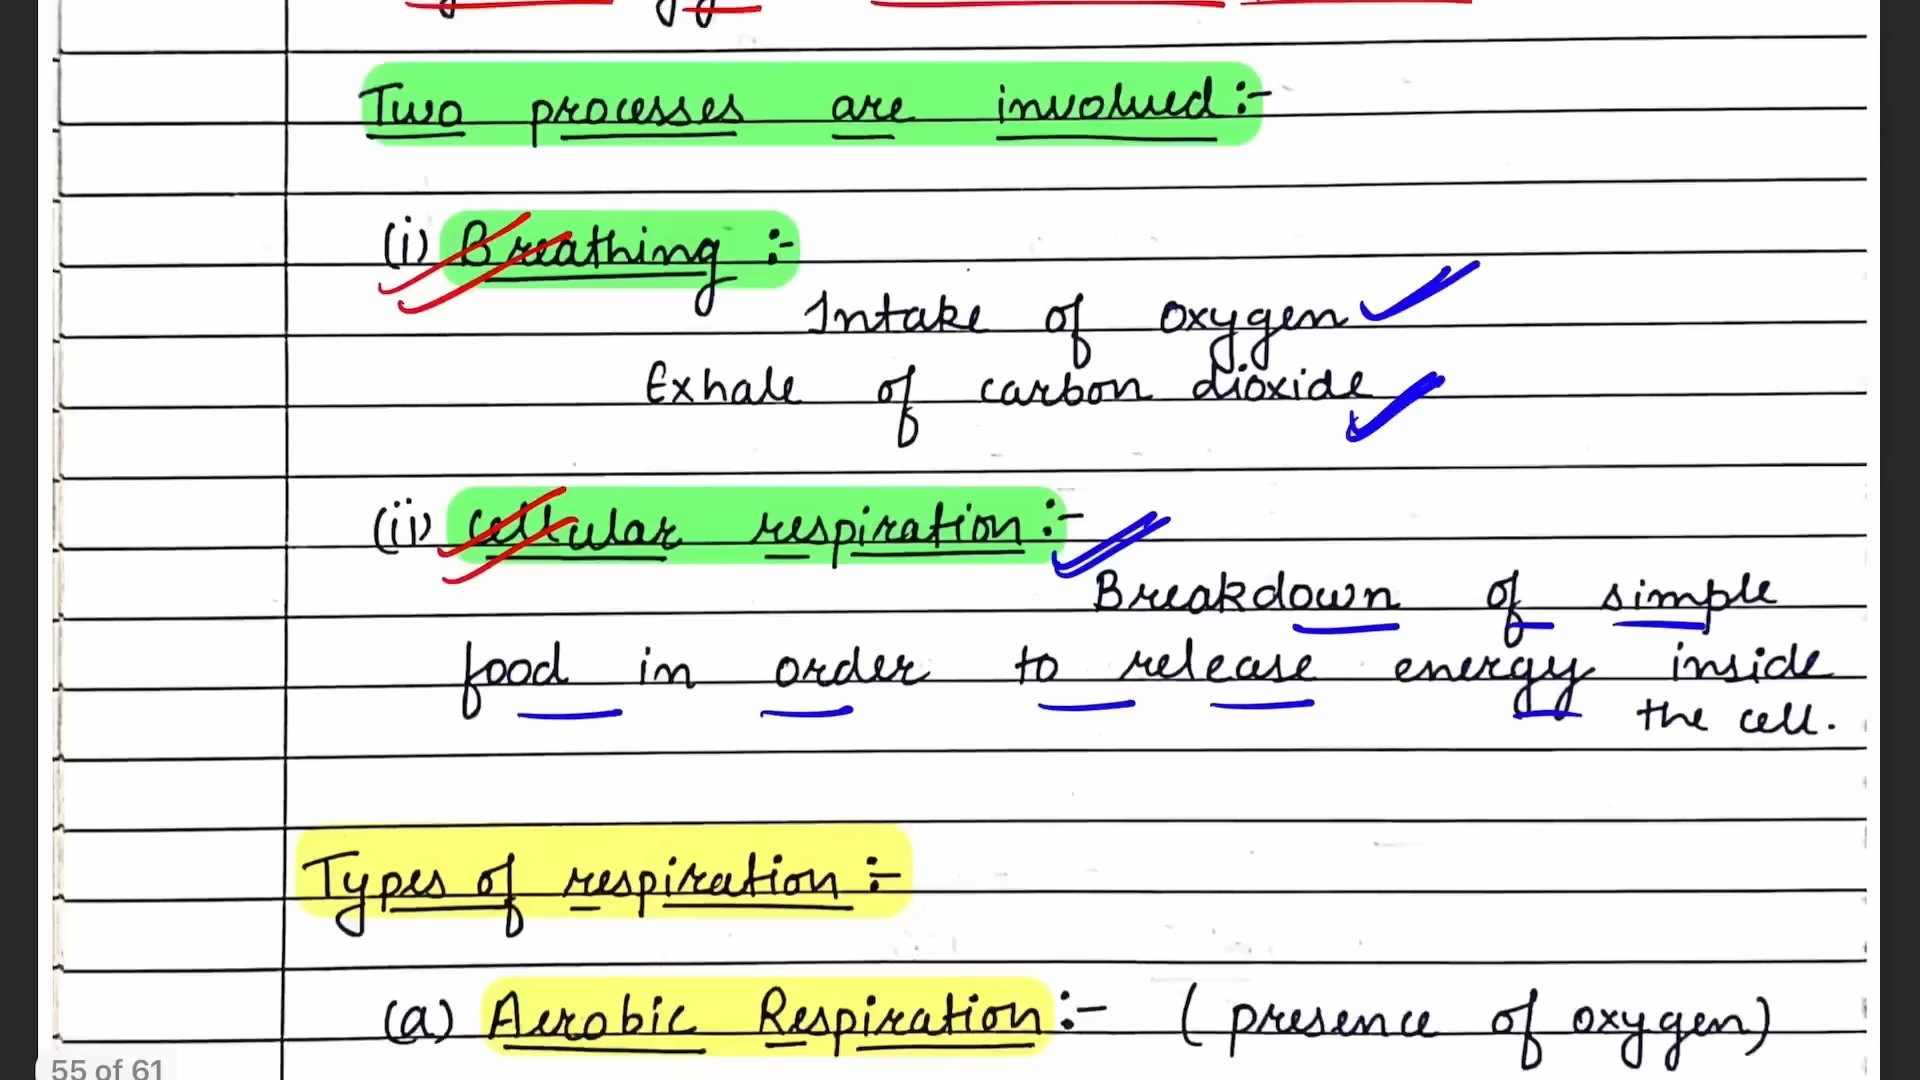 Two processes are involved:-
(i) Breathing :-
Intake of oxygen
Exhale of carbon dioxide
(ii) Cellular respiration:-
Breakdown of simple
food in order to release energy inside
the cell.
Types of respiration:-
(a) Aerobic Respiration:- (presence of oxygen)
55 of 61